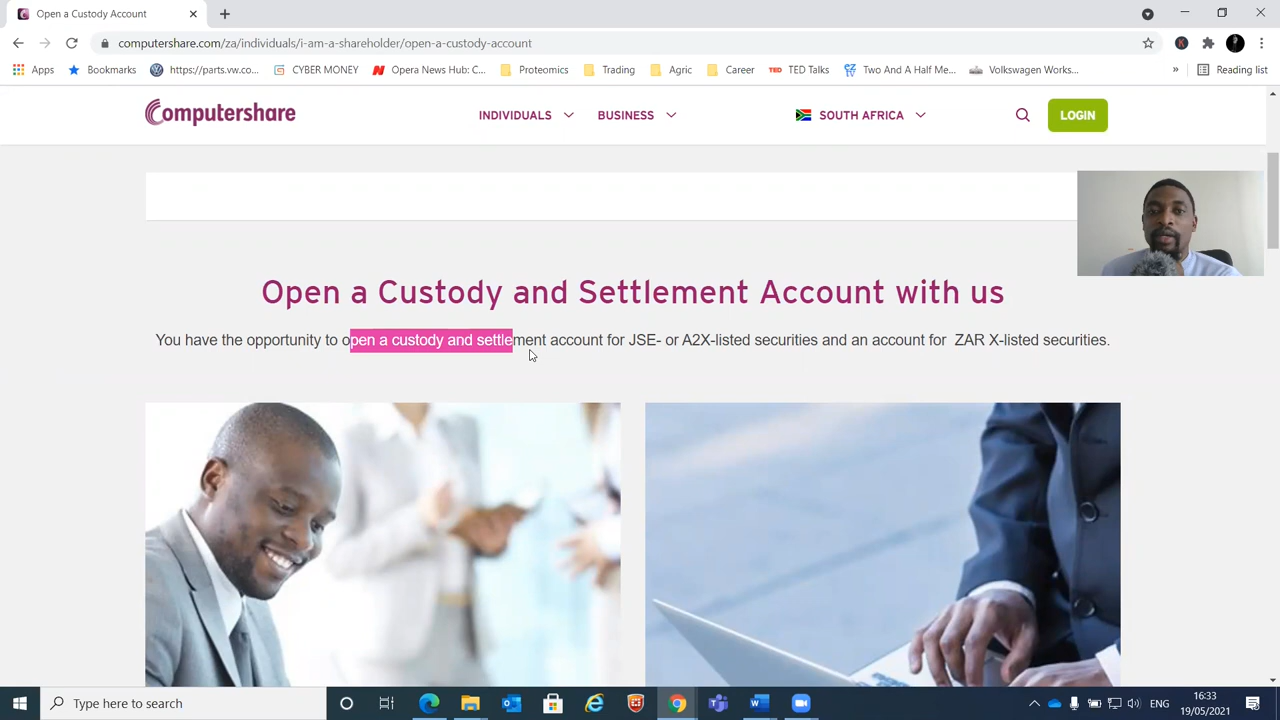 Open a Custody Account
computershare.com/za/individuals/i-am-a-shareholder/open-a-custody-account
Apps
Bookmarks
https://parts.vw.co...
CYBER MONEY
Opera News Hub: C...
Proteomics
Trading
Agric
Career
TED TED Talks
Two And A Half Me...
Volkswagen Works...
»
Reading list
Computershare
INDIVIDUALS
BUSINESS
SOUTH AFRICA
LOGIN
Open a Custody and Settlement Account with us
You have the opportunity to open a custody and settlement account for JSE- or A2X-listed securities and an account for ZAR X-listed securities.
Type here to search
ENG
16:33
19/05/2021